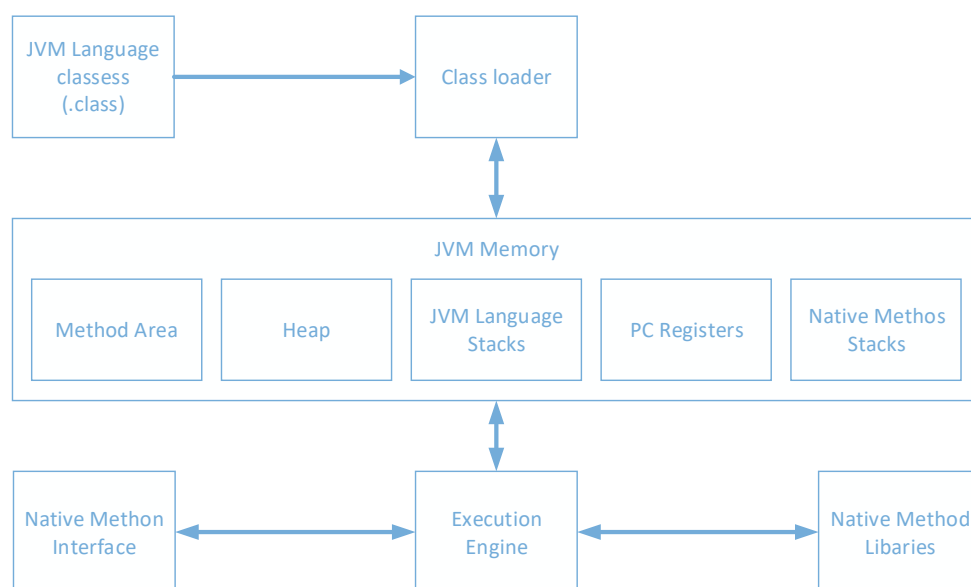 JVM Language
classess
(.class)
Class loader
JVM Memory
Method Area
Heap
JVM Language
Stacks
PC Registers
Native Methos
Stacks
Native Methon
Interface
Execution
Engine
Native Method
Libaries